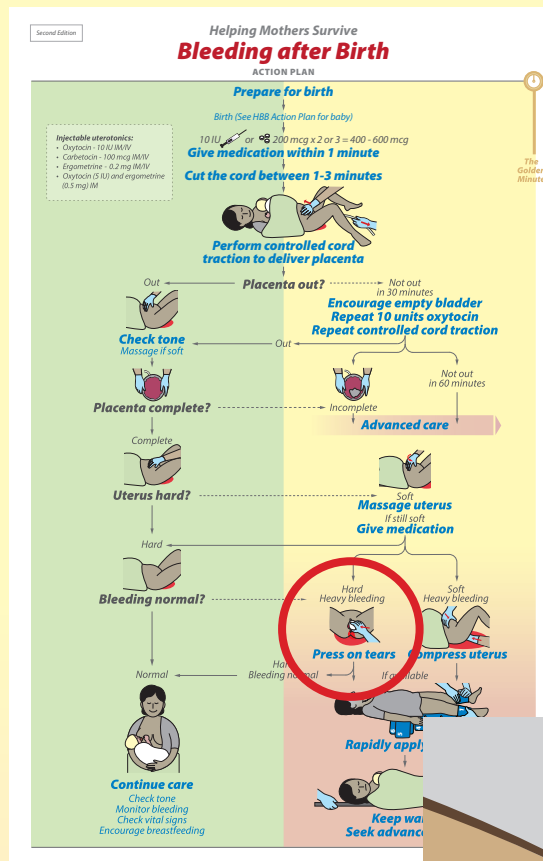 Second Edition
Helping Mothers Survive
Bleeding after Birth
ACTION PLAN
Prepare for birth
Birth (See HBB Action Plan for baby)
Injectable uterotonics:
• Oxytocin - 10 IU IM/IV
• Carbetocin - 100 mcg IM/IV
• Ergometrine – 0.2 mg IM/IV
• Oxytocin (5 IU) and ergometrine
(0.5 mg) IM
10 IU or 200 mcg x 2 or 3 = 400 - 600 mcg
Give medication within 1 minute
The
Golden
Minute
Cut the cord between 1-3 minutes
Perform controlled cord
traction to deliver placenta
Out
Placenta out?
Not out
in 30 minutes
Encourage empty bladder
Repeat 10 units oxytocin
Repeat controlled cord traction
Check tone
Massage if soft
Out
Not out
in 60 minutes
Placenta complete?
Incomplete
Advanced care
Complete
Uterus hard?
Soft
Massage uterus
If still soft
Give medication
Hard
Bleeding normal?
Hard
Heavy bleeding
Soft
Heavy bleeding
Press on tears
Compress uterus
Normal
Bleeding normal
If available
Rapidly apply
Continue care
Check tone
Monitor bleeding
Check vital signs
Encourage breastfeeding
Keep
Seek